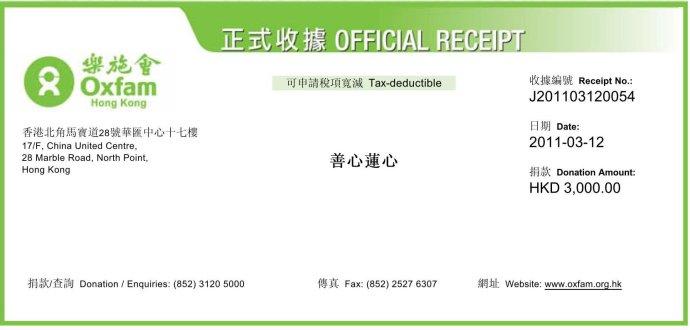 正式收據 OFFICIAL RECEIPT
樂施會
Oxfam
Hong Kong
可申請稅項寬減 Tax-deductible
收據編號 Receipt No.:
J201103120054
日期 Date:
2011-03-12
捐款 Donation Amount:
HKD 3,000.00
香港北角馬寶道28號華匯中心十七樓
17/F, China United Centre,
28 Marble Road, North Point,
Hong Kong
善心蓮心
捐款/查詢 Donation / Enquiries: (852) 3120 5000 傳真 Fax: (852) 2527 6307 網址 Website: www.oxfam.org.hk